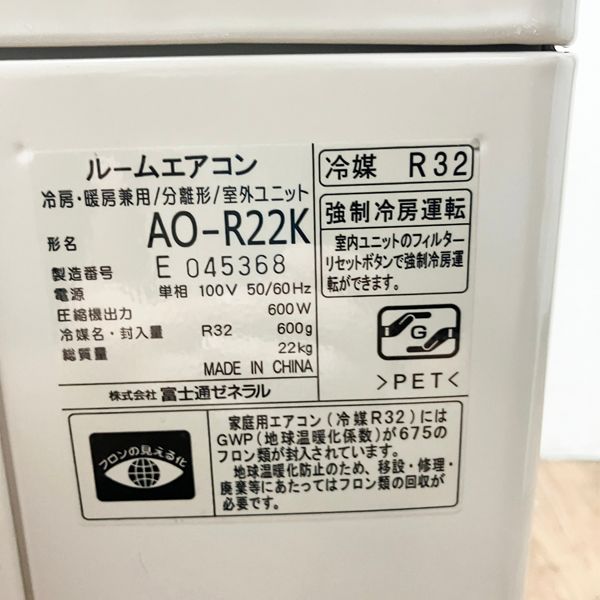 ルームエアコン
冷房・暖房兼用/分離形/室外ユニット
形名 AO-R22K
製造番号 E 045368
電源 単相 100V 50/60Hz
圧縮機出力 600W
冷媒名・封入量 R32 600g
総質量 22kg
MADE IN CHINA
株式会社 富士通ゼネラル
冷媒 R32
強制冷房運転
室内ユニットのフィルター
リセットボタンで強制冷房運
転ができます。
G
>PET<
フロンの見える化
家庭用エアコン(冷媒R32)には
GWP(地球温暖化係数)が675の
フロン類が封入されています。
地球温暖化防止のため、移設・修理・
廃棄等にあたってはフロン類の回収が
必要です。